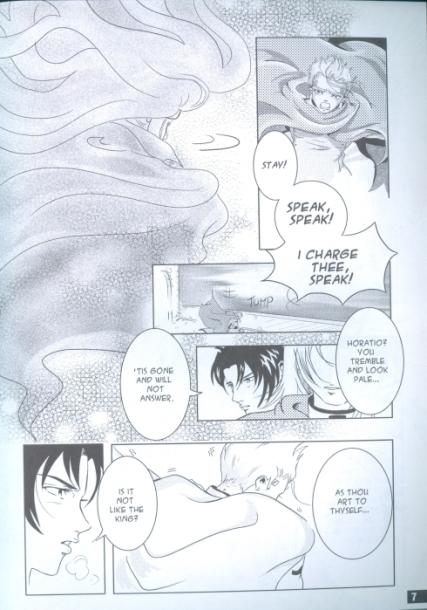 STAY!
SPEAK,
SPEAK!
I CHARGE
THEE,
SPEAK!
TUMP
'TIS GONE
AND WILL
NOT
ANSWER.
HORATIO?
YOU
TREMBLE
AND LOOK
PALE...
IS IT
NOT
LIKE THE
KING?
AS THOU
ART TO
THYSELF...
7